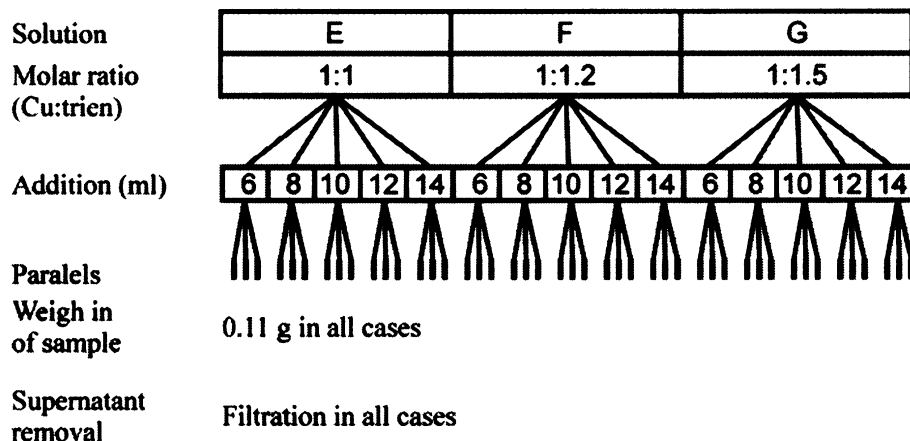 Solution E F G
Molar ratio 1:1 1:1.2 1:1.5
(Cu:trien)
Addition (ml) 6 8 10 12 14 6 8 10 12 14 6 8 10 12 14
Paralels
Weigh in
of sample 0.11 g in all cases
Supernatant
removal Filtration in all cases